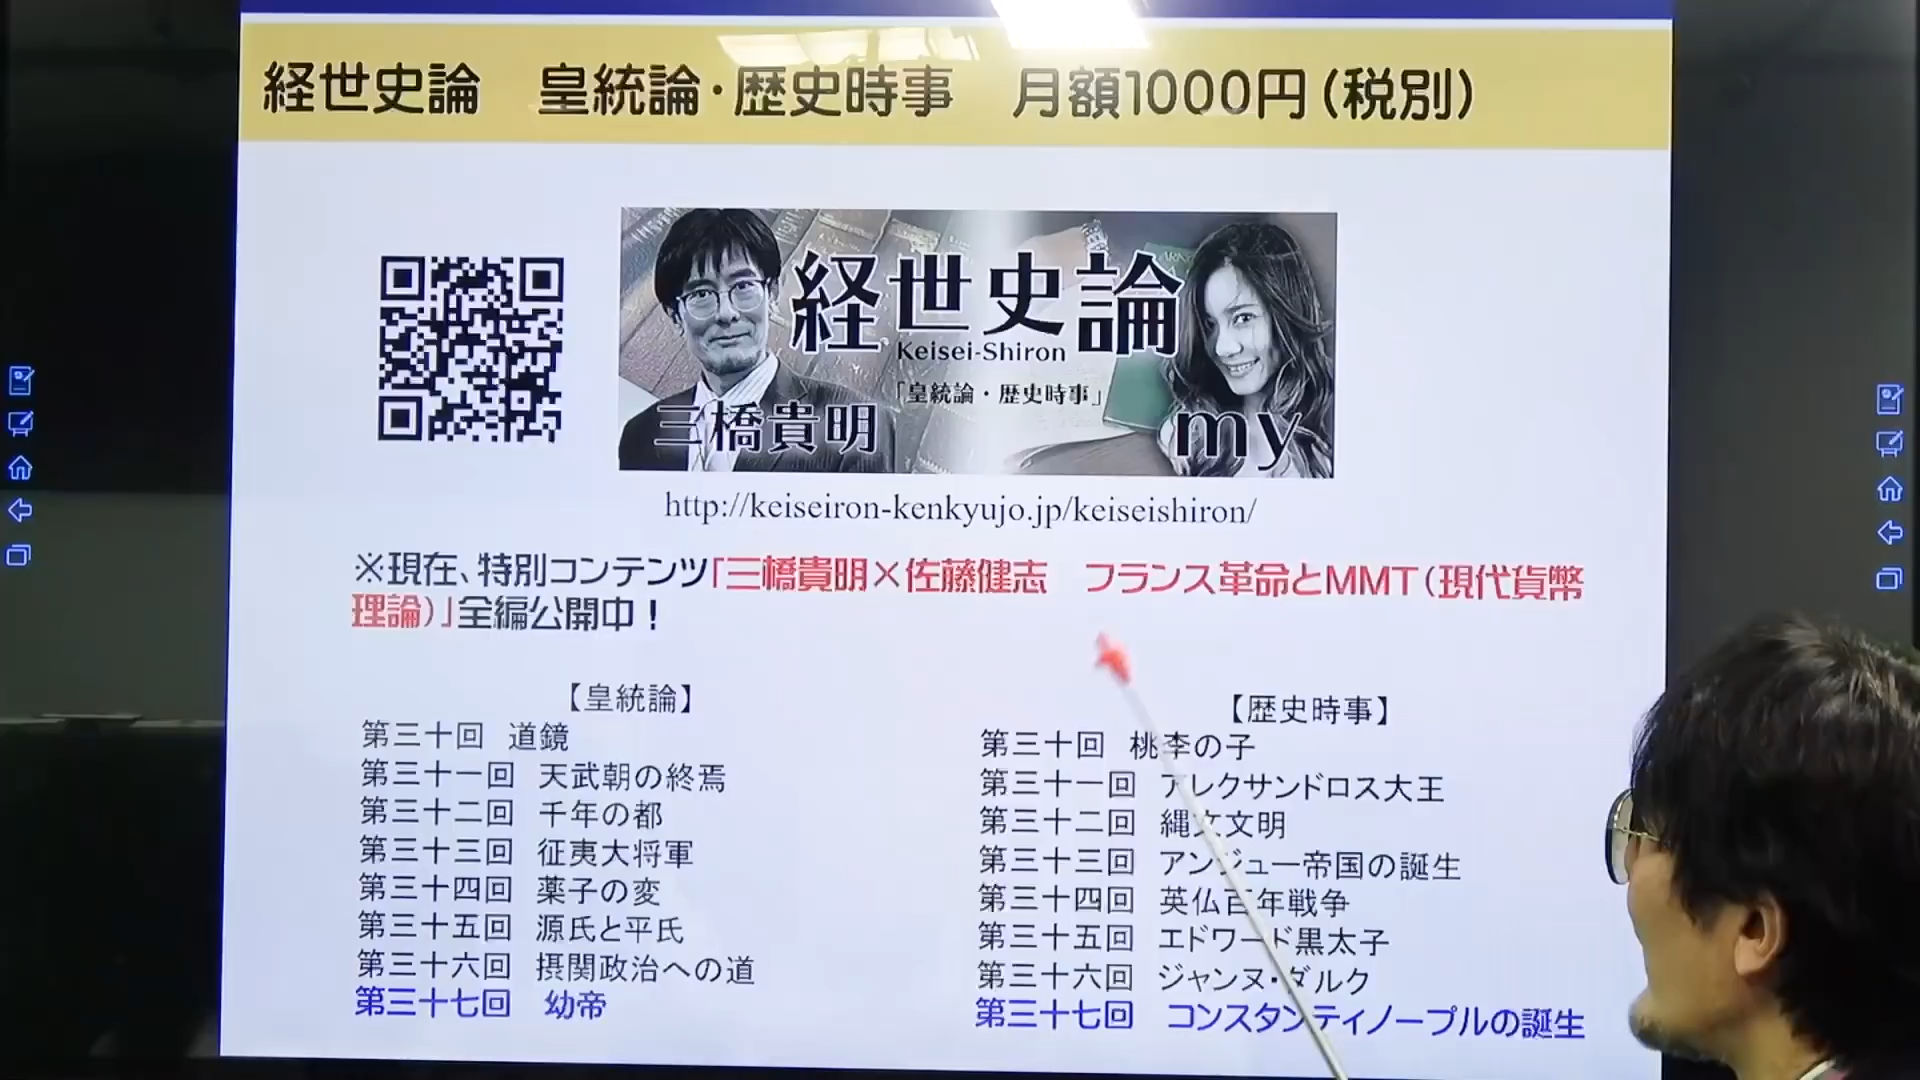 経世史論　皇統論・歴史時事　月額1000円（税別）
経世史論
Keisei-Shiron
「皇統論・歴史時事」
三橋貴明
my
http://keiseiron-kenkyujo.jp/keiseishiron/
※現在、特別コンテンツ「三橋貴明×佐藤健志　フランス革命とMMT（現代貨幣
理論）」全編公開中！
【皇統論】
第三十回　道鏡
第三十一回　天武朝の終焉
第三十二回　千年の都
第三十三回　征夷大将軍
第三十四回　薬子の変
第三十五回　源氏と平氏
第三十六回　摂関政治への道
第三十七回　幼帝
【歴史時事】
第三十回　桃李の子
第三十一回　アレクサンドロス大王
第三十二回　縄文文明
第三十三回　アンジュー帝国の誕生
第三十四回　英仏百年戦争
第三十五回　エドワード黒太子
第三十六回　ジャンヌ・ダルク
第三十七回　コンスタンティノープルの誕生